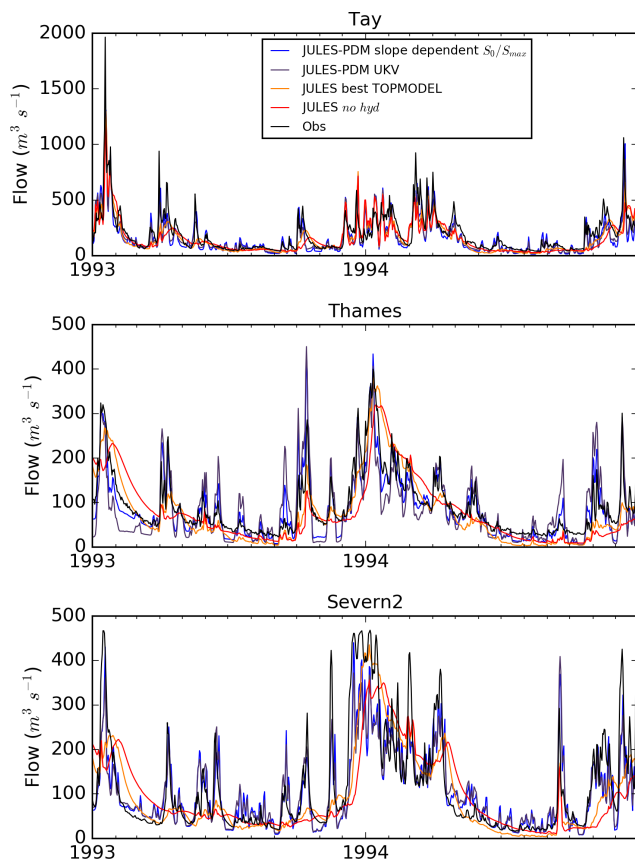 Tay
2000
1500
1000
500
0
Flow (m³ s⁻¹)
JULES-PDM slope dependent S₀/Sₘₐₓ
JULES-PDM UKV
JULES best TOPMODEL
JULES no hyd
Obs
1993
1994
Thames
500
400
300
200
100
0
Flow (m³ s⁻¹)
1993
1994
Severn2
500
400
300
200
100
0
Flow (m³ s⁻¹)
1993
1994